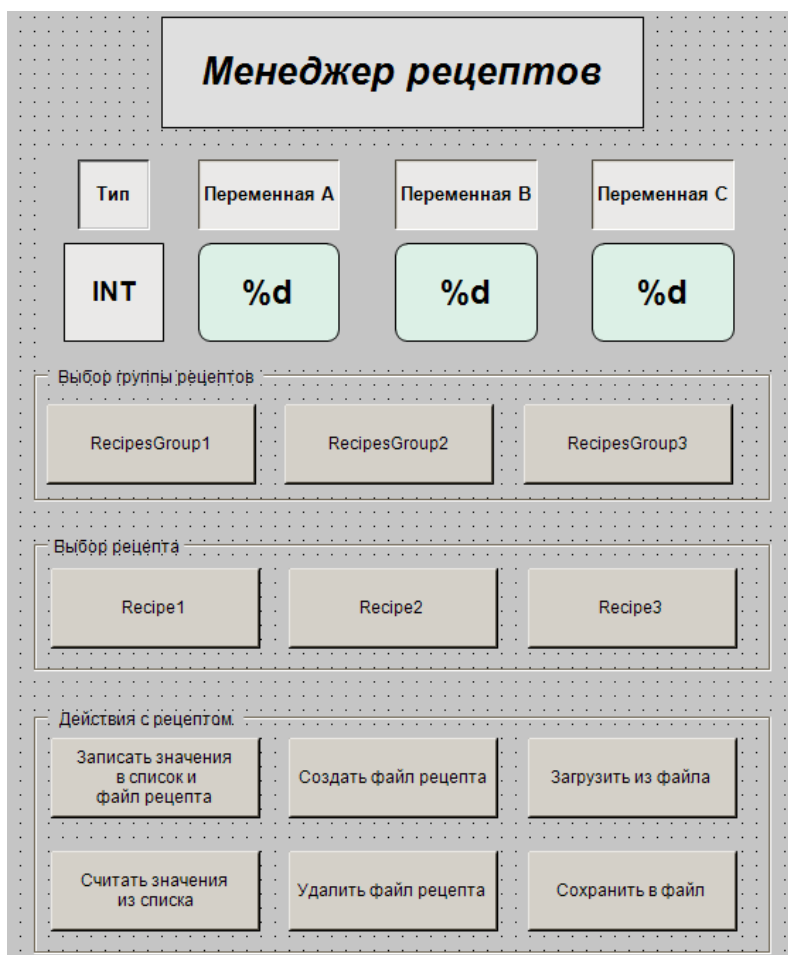 Менеджер рецептов
Тип
Переменная А
Переменная В
Переменная С
INT
%d
%d
%d
Выбор группы рецептов
RecipesGroup1
RecipesGroup2
RecipesGroup3
Выбор рецепта
Recipe1
Recipe2
Recipe3
Действия с рецептом
Записать значения
в список и
файл рецепта
Создать файл рецепта
Загрузить из файла
Считать значения
из списка
Удалить файл рецепта
Сохранить в файл